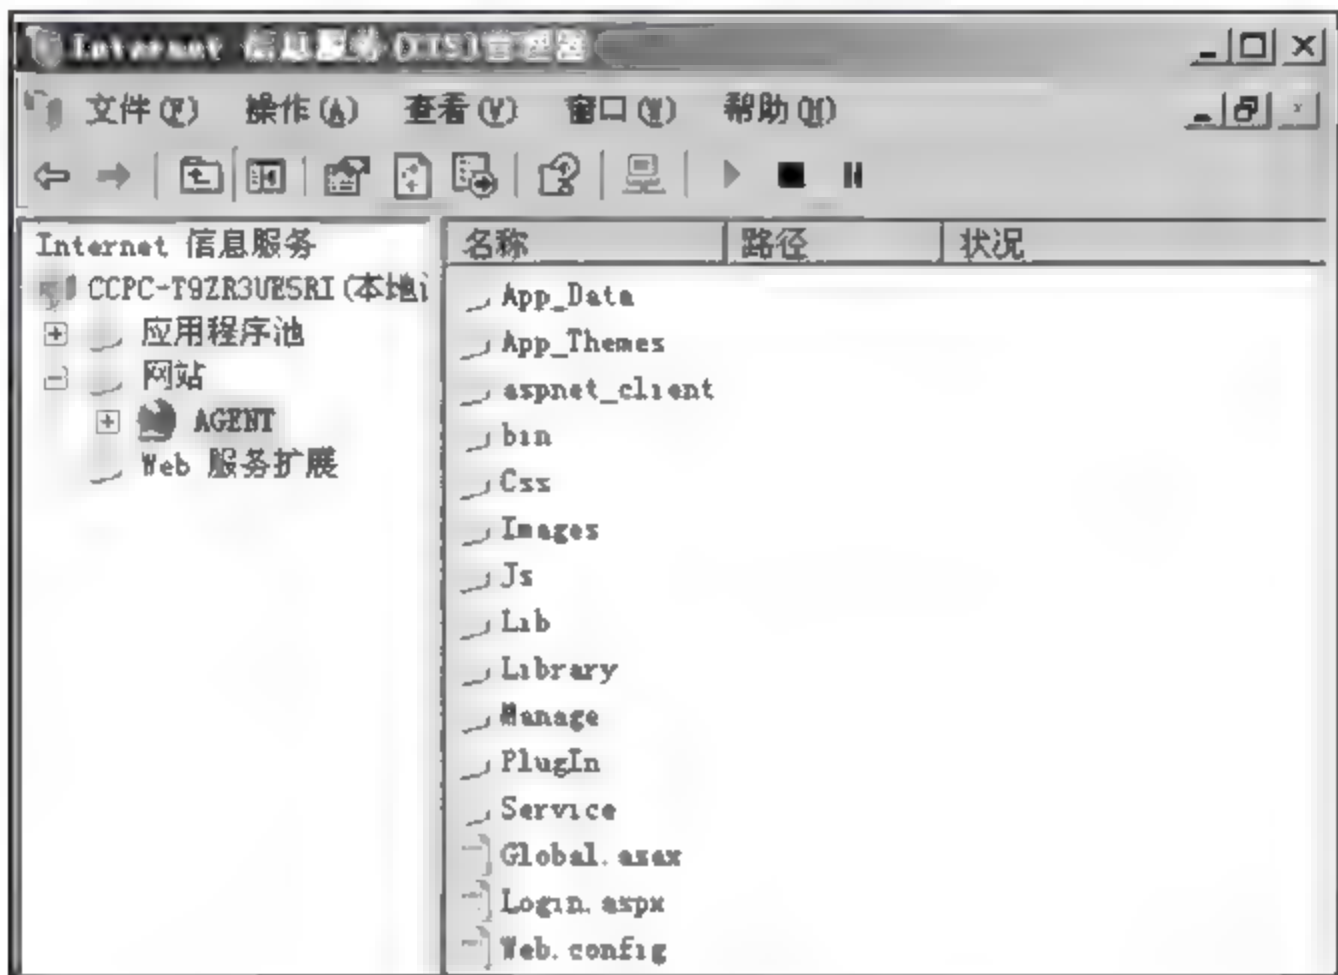 Internet 信息服务(IIS)管理器
文件(F) 操作(A) 查看(V) 窗口(W) 帮助(H)
Internet 信息服务
CCPC-T9ZR3UE5RI(本地
应用程序池
网站
AGENT
Web 服务扩展
名称 路径 状况
App_Data
App_Themes
aspnet_client
bin
Css
Images
Js
Lib
Library
Manage
PlugIn
Service
Global.asax
Login.aspx
Web.config